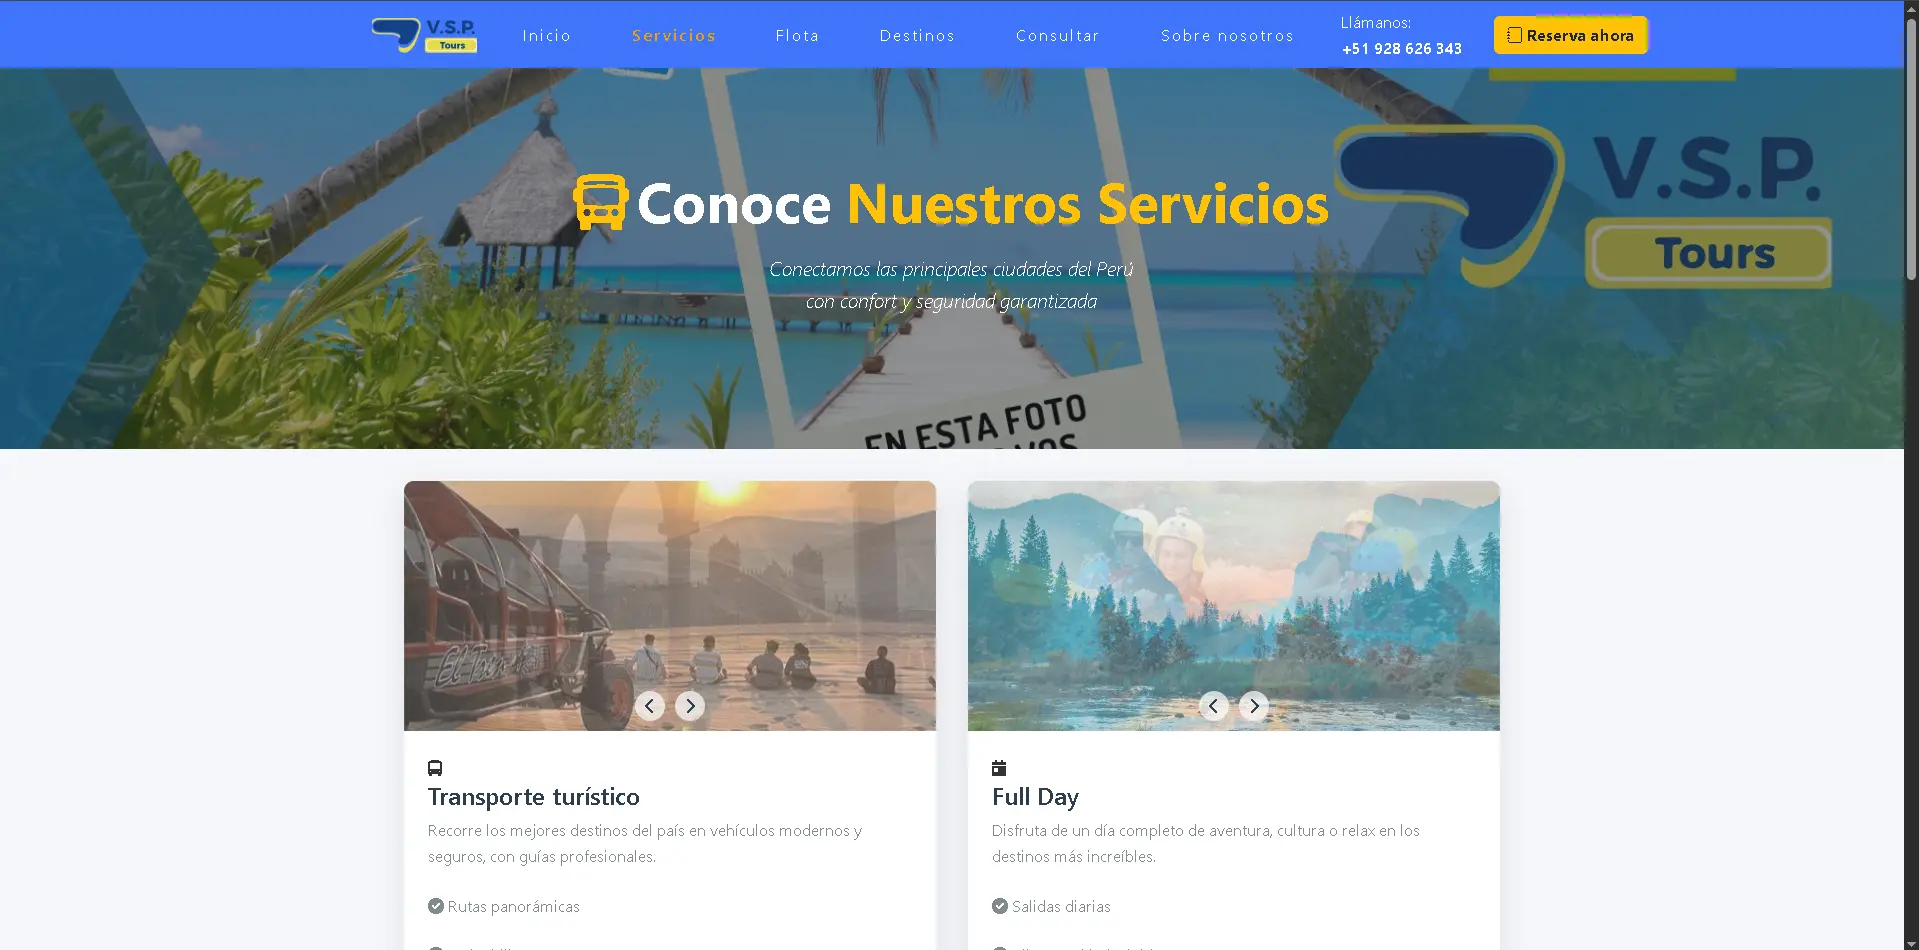 V.S.P.
Tours
Inicio
Servicios
Flota
Destinos
Consultar
Sobre nosotros
Llámanos:
+51 928 626 343
Reserva ahora
V.S.P.
Tours
Conoce Nuestros Servicios
Conectamos las principales ciudades del Perú
con confort y seguridad garantizada
EN ESTA FOTO
Transporte turístico
Recorre los mejores destinos del país en vehículos modernos y
seguros, con guías profesionales.
Rutas panorámicas
Full Day
Disfruta de un día completo de aventura, cultura o relax en los
destinos más increíbles.
Salidas diarias